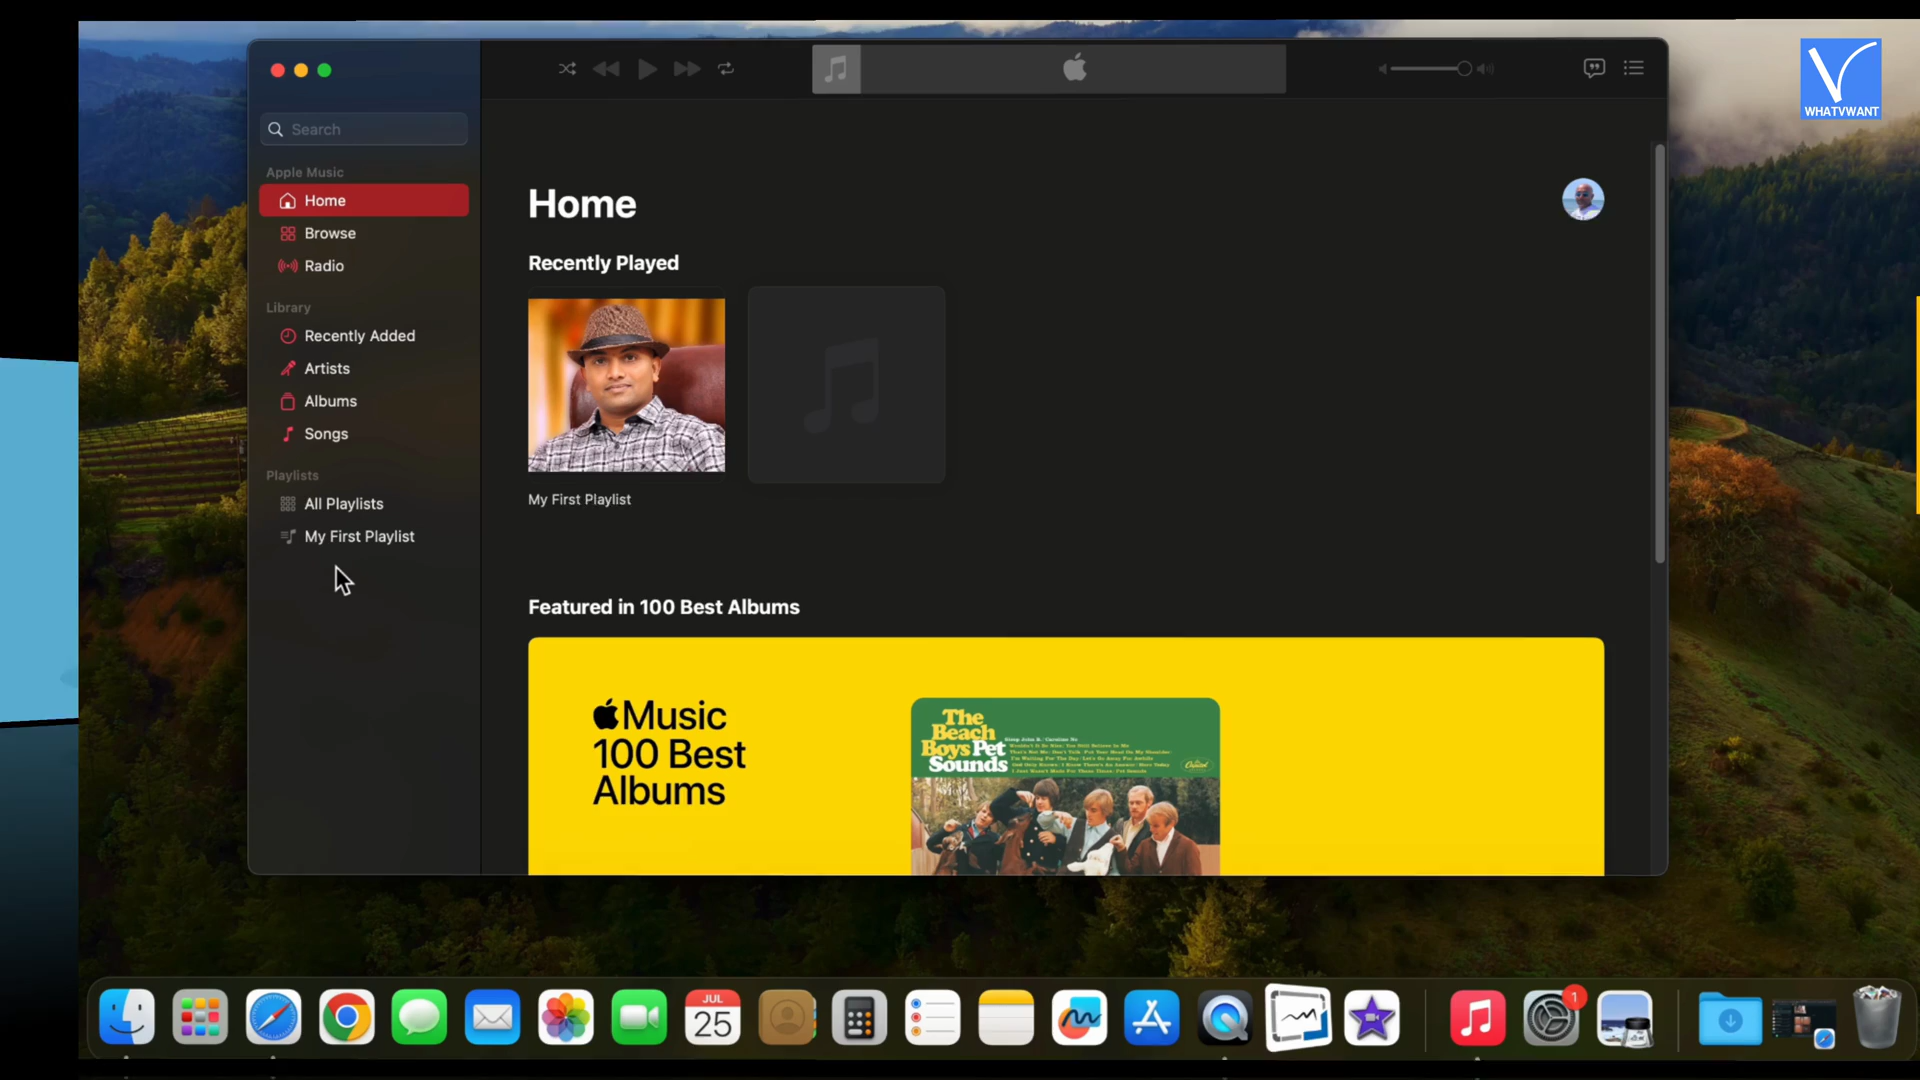 WHATVWANT
Search
Apple Music
Home
Browse
Radio
Library
Recently Added
Artists
Albums
Songs
Playlists
All Playlists
My First Playlist
Home
Recently Played
My First Playlist
Featured in 100 Best Albums
Music
100 Best
Albums
The
Beach
Boys Pet
Sounds
JUL
25
1